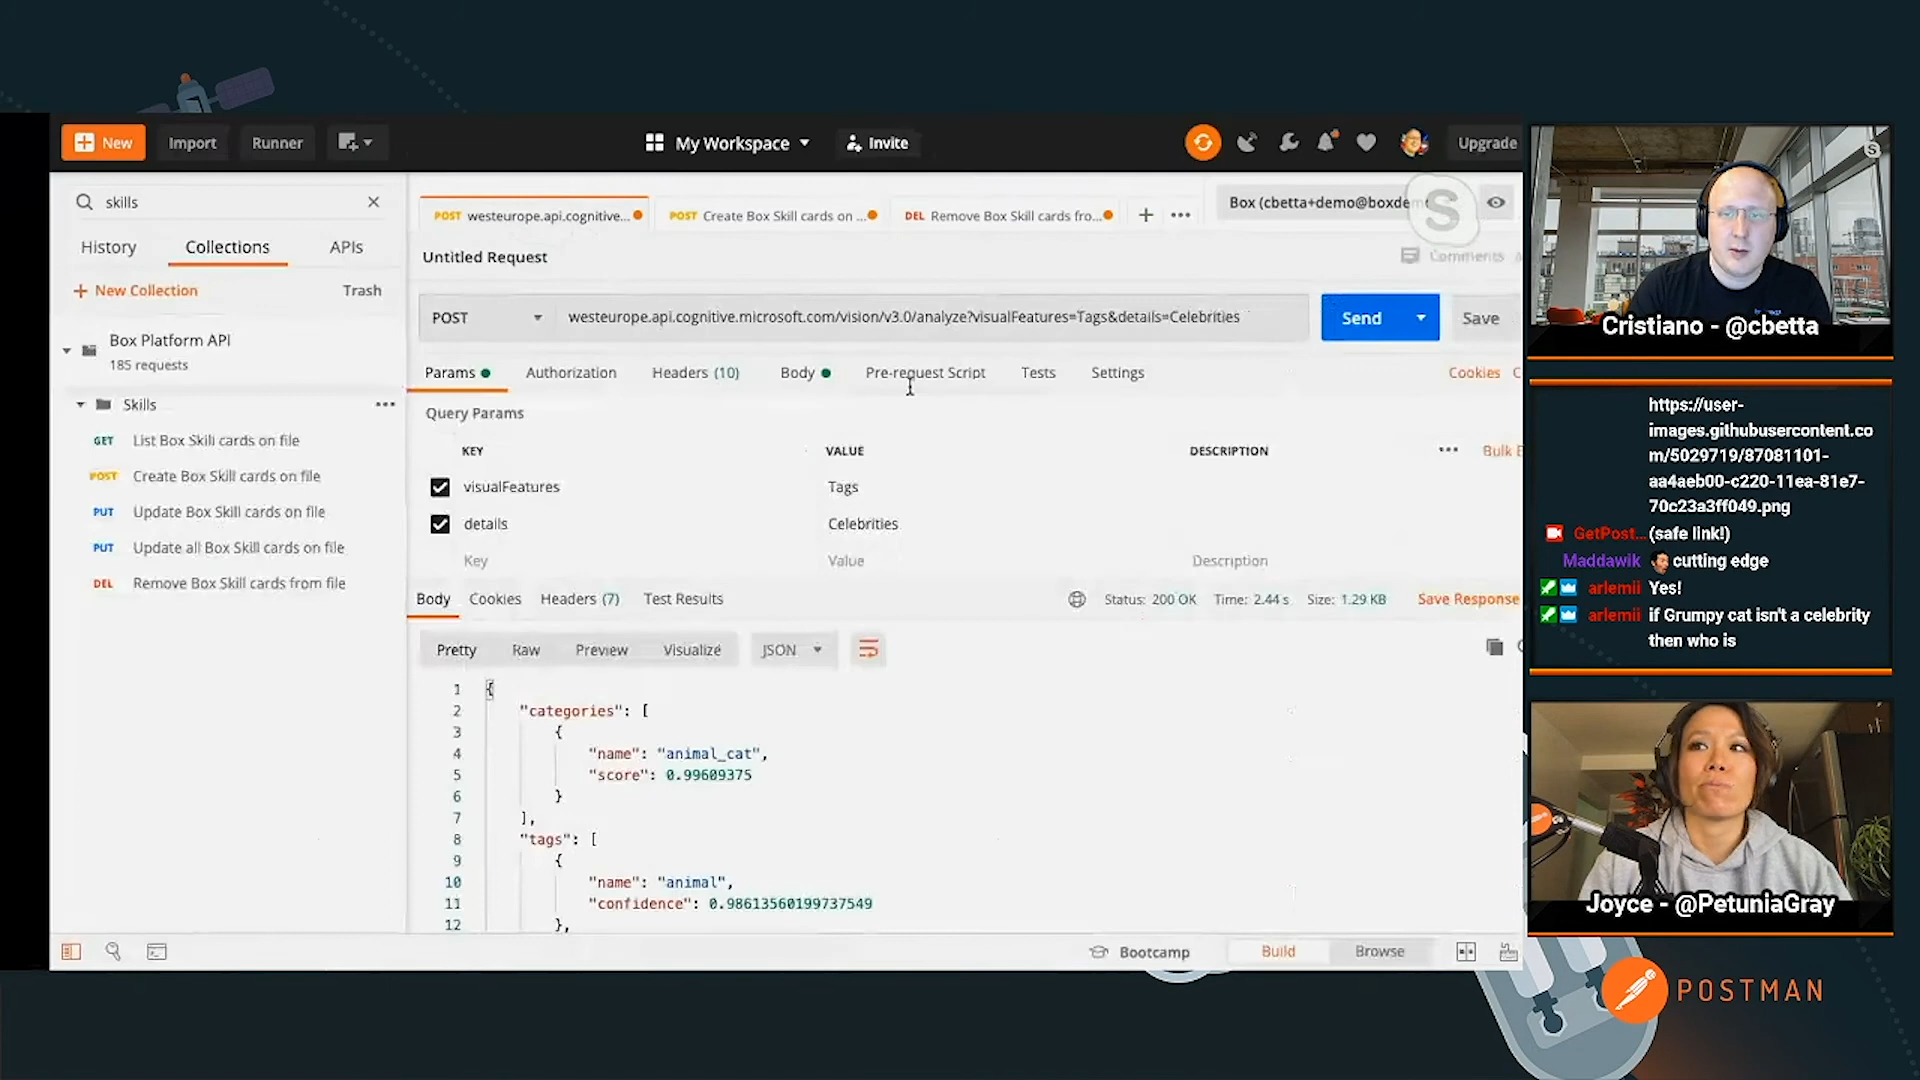 New
Import
Runner
My Workspace
Invite
Upgrade
skills
History
Collections
APIs
New Collection
Trash
Box Platform API
185 requests
Skills
GET List Box Skill cards on file
POST Create Box Skill cards on file
PUT Update Box Skill cards on file
PUT Update all Box Skill cards on file
DEL Remove Box Skill cards from file
POST westeurope.api.cognitive...
POST Create Box Skill cards on ...
DEL Remove Box Skill cards fro...
Box (cbetta+demo@boxde
S
Untitled Request
Comments
POST
westeurope.api.cognitive.microsoft.com/vision/v3.0/analyze?visualFeatures=Tags&details=Celebrities
Send
Save
Params
Authorization
Headers (10)
Body
Pre-request Script
Tests
Settings
Cookies C
Query Params
KEY VALUE DESCRIPTION
Bulk E
visualFeatures Tags
details Celebrities
Key Value Description
Body
Cookies
Headers (7)
Test Results
Status: 200 OK Time: 2.44 s Size: 1.29 KB
Save Response
Pretty
Raw
Preview
Visualize
JSON
1 {
2 "categories": [
3 {
4 "name": "animal_cat",
5 "score": 0.99609375
6 }
7 ],
8 "tags": [
9 {
10 "name": "animal",
11 "confidence": 0.98613560199737549
12 },
Bootcamp
Build
Browse
Cristiano - @cbetta
https://user-
images.githubusercontent.co
m/5029719/87081101-
aa4aeb00-c220-11ea-81e7-
70c23a3ff049.png
GetPost... (safe link!)
Maddawik cutting edge
arlemii Yes!
arlemii if Grumpy cat isn't a celebrity
then who is
Joyce - @PetuniaGray
POSTMAN